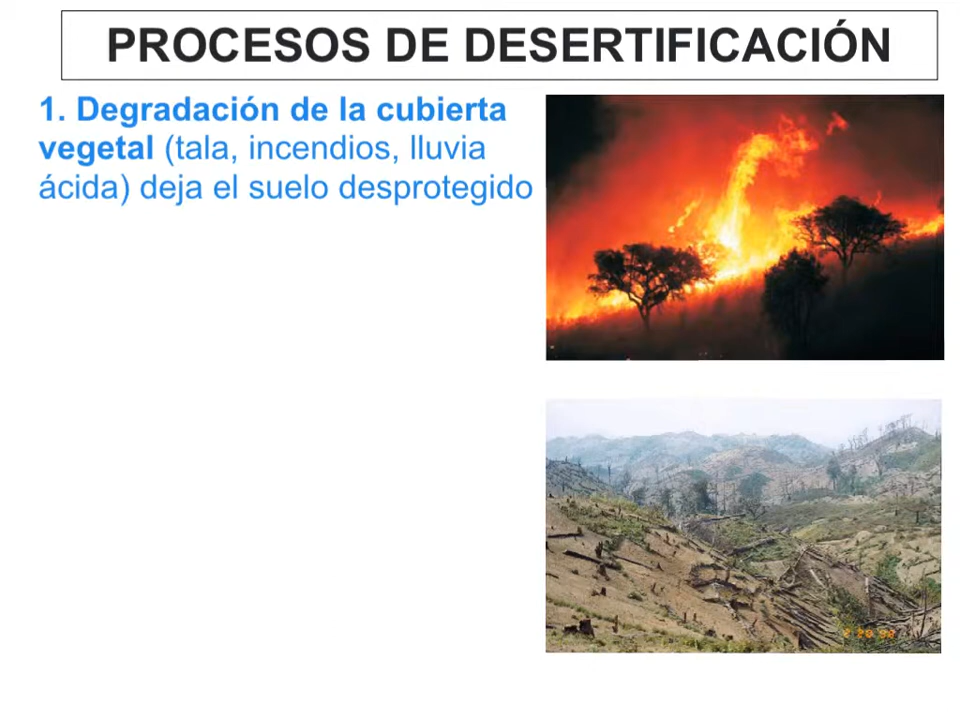 PROCESOS DE DESERTIFICACIÓN
1. Degradación de la cubierta
vegetal (tala, incendios, lluvia
ácida) deja el suelo desprotegido